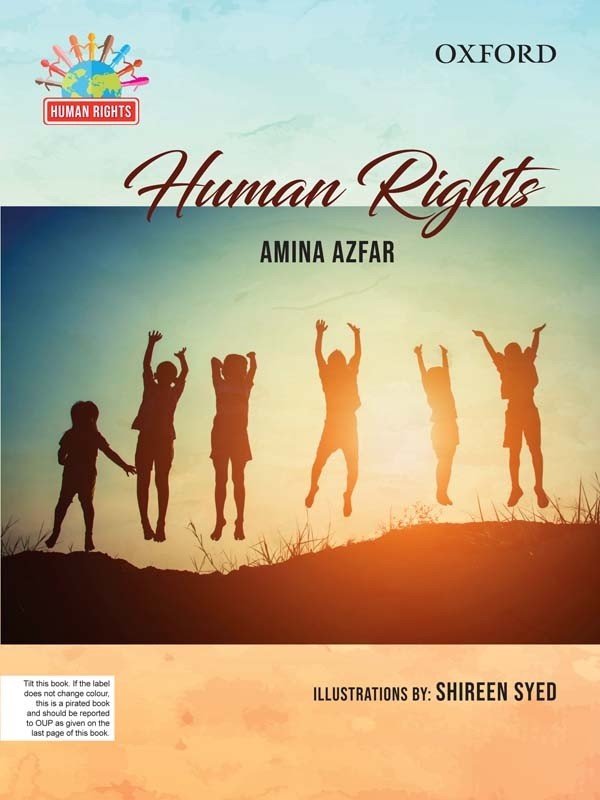 OXFORD
HUMAN RIGHTS
Human Rights
AMINA AZFAR
ILLUSTRATIONS BY: SHIREEN SYED
Tilt this book. If the label
does not change colour,
this is a pirated book
and should be reported
to OUP as given on the
last page of this book.